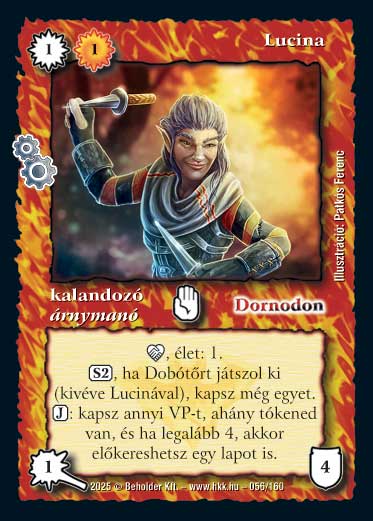 1 1 Lucina
Illusztráció: Patkos Ferenc
kalandozó
árnymanó
Dornodon
, élet: 1.
S2, ha Dobótőrt játszol ki
(kivéve Lucinával), kapsz még egyet.
J: kapsz annyi VP-t, ahány tókened
van, és ha legalább 4, akkor
előkereshetsz egy lapot is.
1 4
2025 © Beholder Kft. – www.hkk.hu – 056/160